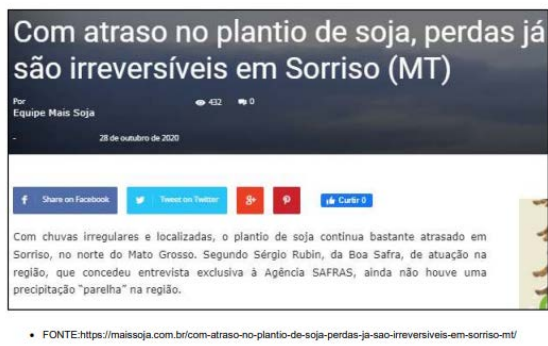 Com atraso no plantio de soja, perdas já
são irreversíveis em Sorriso (MT)
Por
Equipe Mais Soja
432 0
-
28 de outubro de 2020
Share on Facebook
Tweet on Twitter
Curtir 0
Com chuvas irregulares e localizadas, o plantio de soja continua bastante atrasado em
Sorriso, no norte do Mato Grosso. Segundo Sérgio Rubin, da Boa Safra, de atuação na
região, que concedeu entrevista exclusiva à Agência SAFRAS, ainda não houve uma
precipitação “parelha” na região.
• FONTE:https://maissoja.com.br/com-atraso-no-plantio-de-soja-perdas-ja-sao-irreversiveis-em-sorriso-mt/